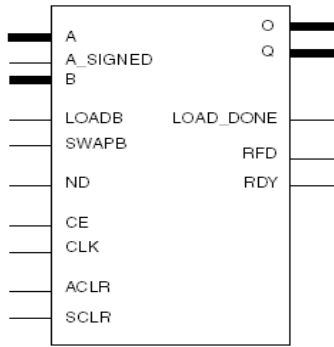 A
A_SIGNED
B
LOADB
SWAPB
ND
CE
CLK
ACLR
SCLR
O
Q
LOAD_DONE
RFD
RDY